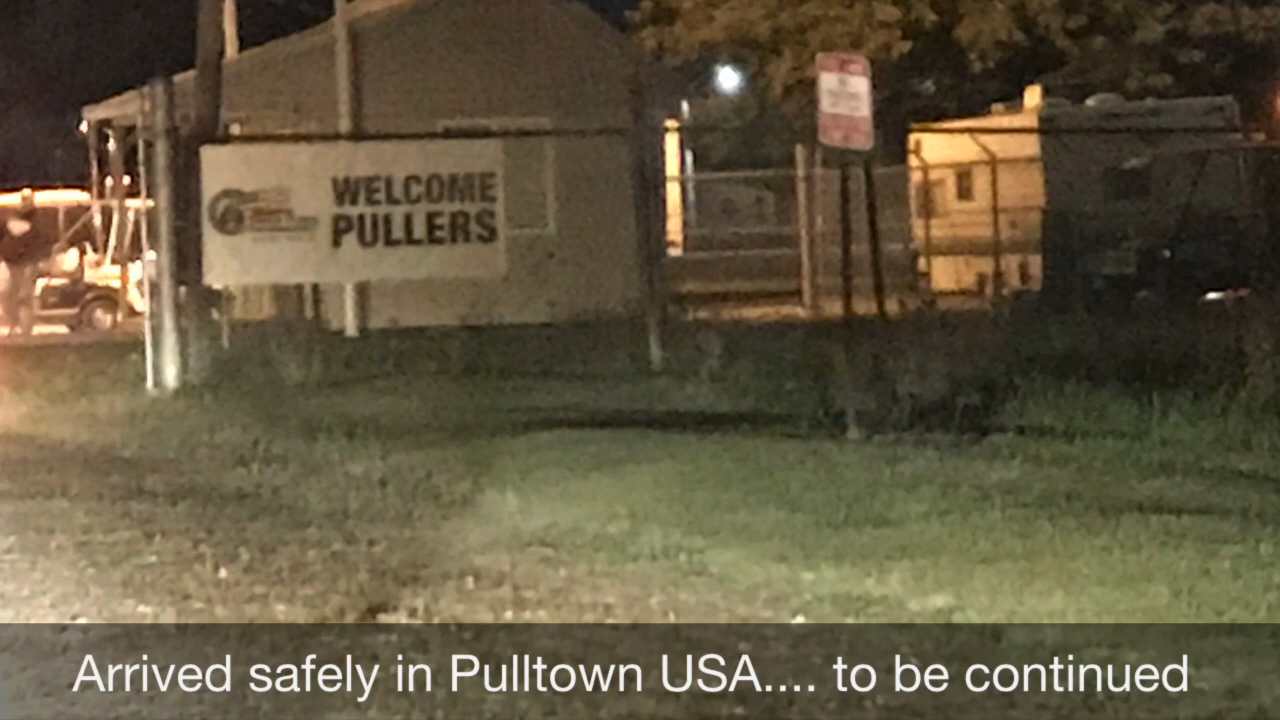 WELCOME
PULLERS
Arrived safely in Pulltown USA.... to be continued